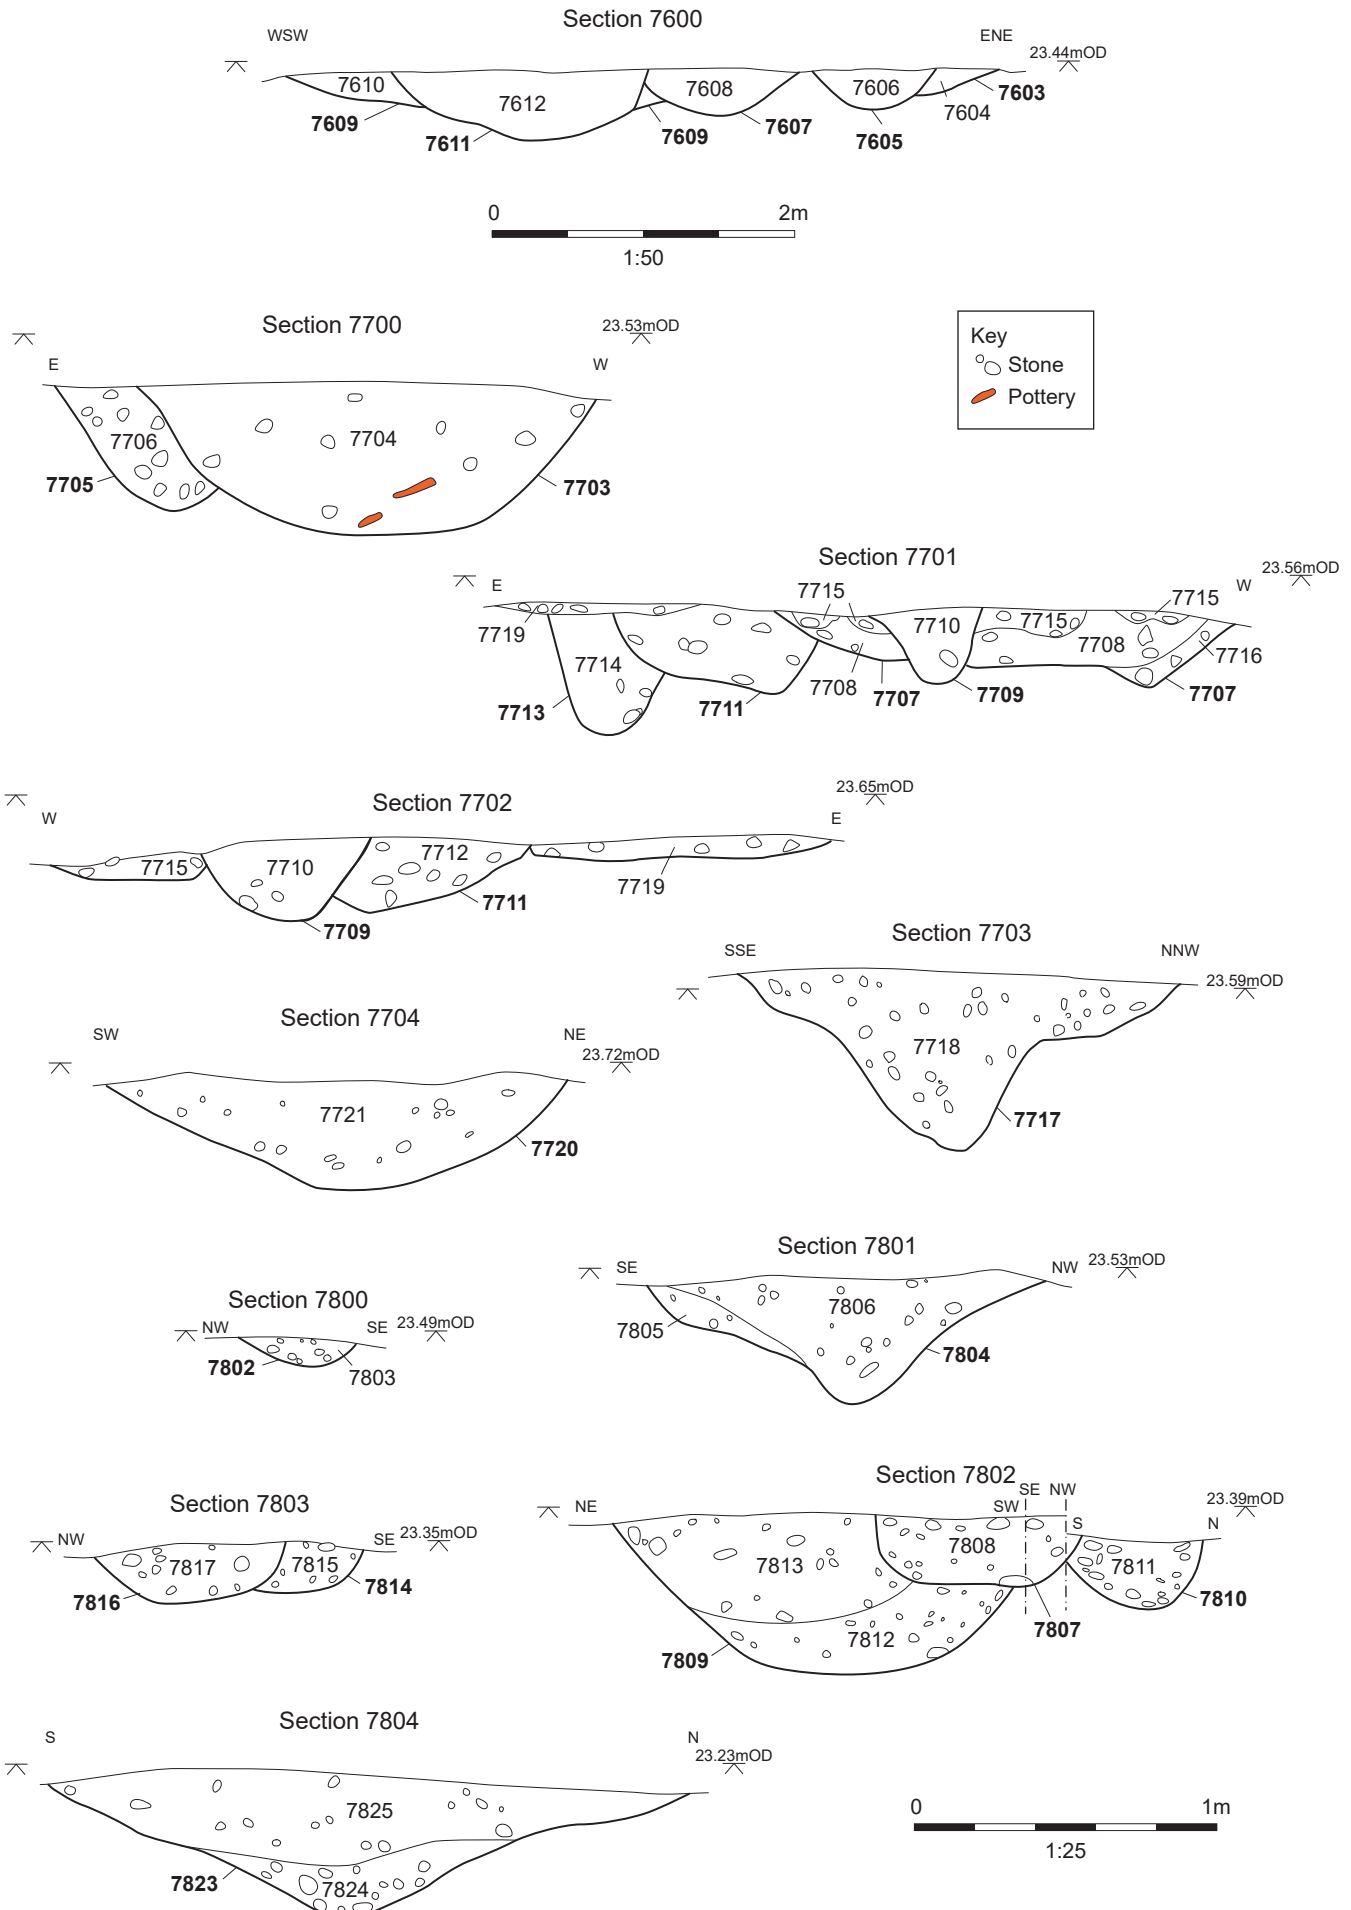 Section 7600
WSW
ENE
23.44mOD
7610
7612
7608
7606
7604
7603
7609
7611
7609
7607
7605
0
2m
1:50
Section 7700
23.53mOD
E
W
7706
7704
7705
7703
Key
Stone
Pottery
Section 7701
E
W
23.56mOD
7715
7715
7719
7710
7715
7708
7714
7716
7708
7707
7709
7707
7713
7711
Section 7702
23.65mOD
W
E
7715
7710
7712
7719
7711
7709
Section 7703
SSE
NNW
23.59mOD
7718
7717
Section 7704
SW
NE
23.72mOD
7721
7720
Section 7801
SE
NW
23.53mOD
7806
7805
7804
Section 7800
NW
SE
23.49mOD
7802
7803
Section 7802
SE
NW
NE
SW
S
N
23.39mOD
7813
7808
7811
7810
7812
7807
7809
Section 7803
NW
SE
23.35mOD
7817
7815
7814
7816
Section 7804
S
N
23.23mOD
7825
7823
7824
0
1m
1:25